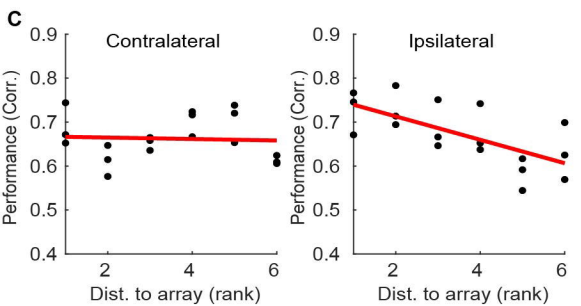 C
Contralateral
Performance (Corr.)
0.9
0.8
0.7
0.6
0.5
0.4
2
4
6
Dist. to array (rank)
Ipsilateral
Performance (Corr.)
0.9
0.8
0.7
0.6
0.5
0.4
2
4
6
Dist. to array (rank)